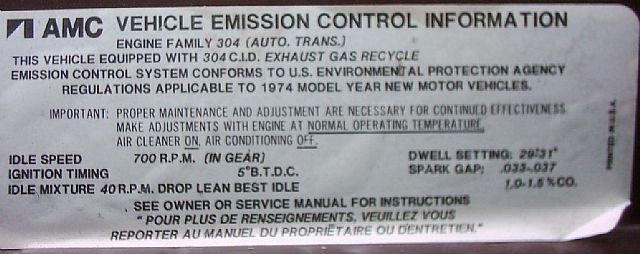 AMC VEHICLE EMISSION CONTROL INFORMATION
ENGINE FAMILY 304 (AUTO. TRANS.)
THIS VEHICLE EQUIPPED WITH 304 C.I.D. EXHAUST GAS RECYCLE
EMISSION CONTROL SYSTEM CONFORMS TO U.S. ENVIRONMENTAL PROTECTION AGENCY
REGULATIONS APPLICABLE TO 1974 MODEL YEAR NEW MOTOR VEHICLES.
IMPORTANT: PROPER MAINTENANCE AND ADJUSTMENT ARE NECESSARY FOR CONTINUED EFFECTIVENESS
MAKE ADJUSTMENTS WITH ENGINE AT NORMAL OPERATING TEMPERATURE,
AIR CLEANER ON, AIR CONDITIONING OFF.
IDLE SPEED 700 R.P.M. (IN GEAR) DWELL SETTING: 29°31°
IGNITION TIMING 5°B.T.D.C. SPARK GAP: .033-.037
IDLE MIXTURE 40 R.P.M. DROP LEAN BEST IDLE 1.0-1.5 % CO.
SEE OWNER OR SERVICE MANUAL FOR INSTRUCTIONS
"POUR PLUS DE RENSEIGNEMENTS, VEUILLEZ VOUS
REPORTER AU MANUEL DU PROPRIETAIRE OU D'ENTRETIEN."
PRINTED IN U.S.A.